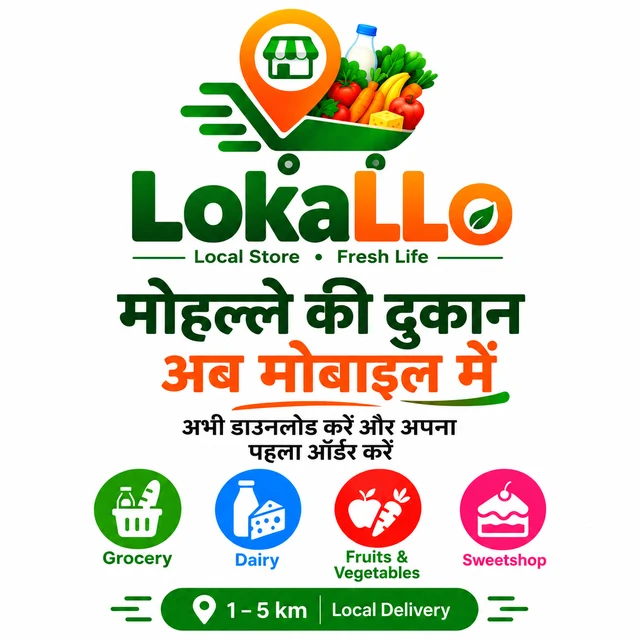 LokaLLo
Local Store • Fresh Life
मोहल्ले की दुकान
अब मोबाइल में
अभी डाउनलोड करें और अपना
पहला ऑर्डर करें
Grocery
Dairy
Fruits &
Vegetables
Sweetshop
1 – 5 km | Local Delivery